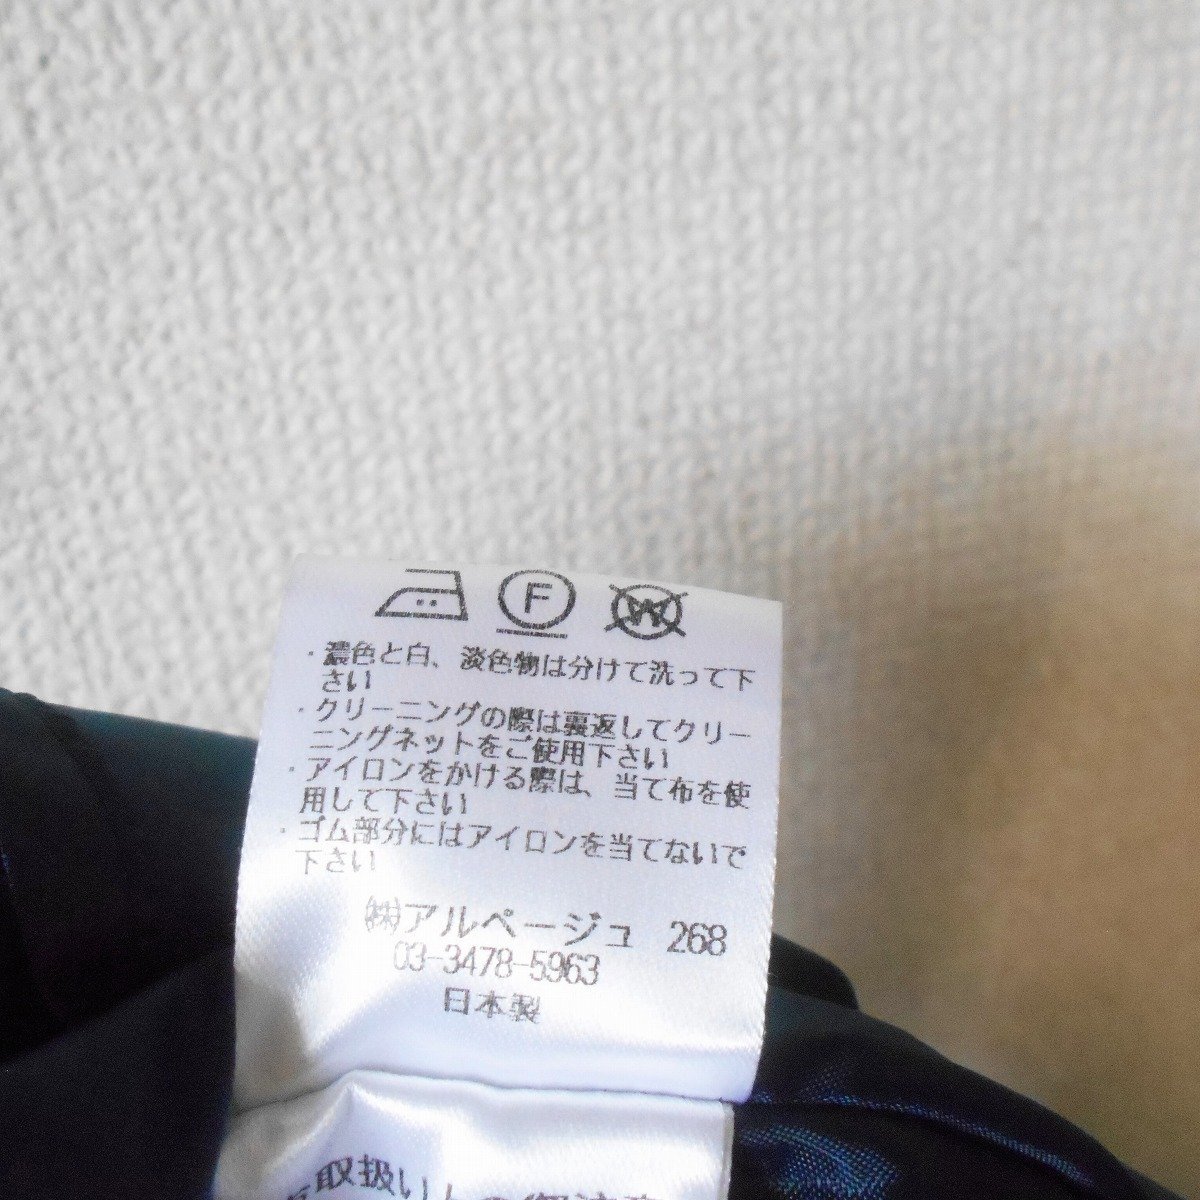 F W
・濃色と白、淡色物は分けて洗って下
さい
・クリーニングの際は裏返してクリー
ニングネットをご使用下さい
・アイロンをかける際は、当て布を使
用して下さい
・ゴム部分にはアイロンを当てないで
下さい
㈱アルページュ 268
03-3478-5963
日本製
取扱い